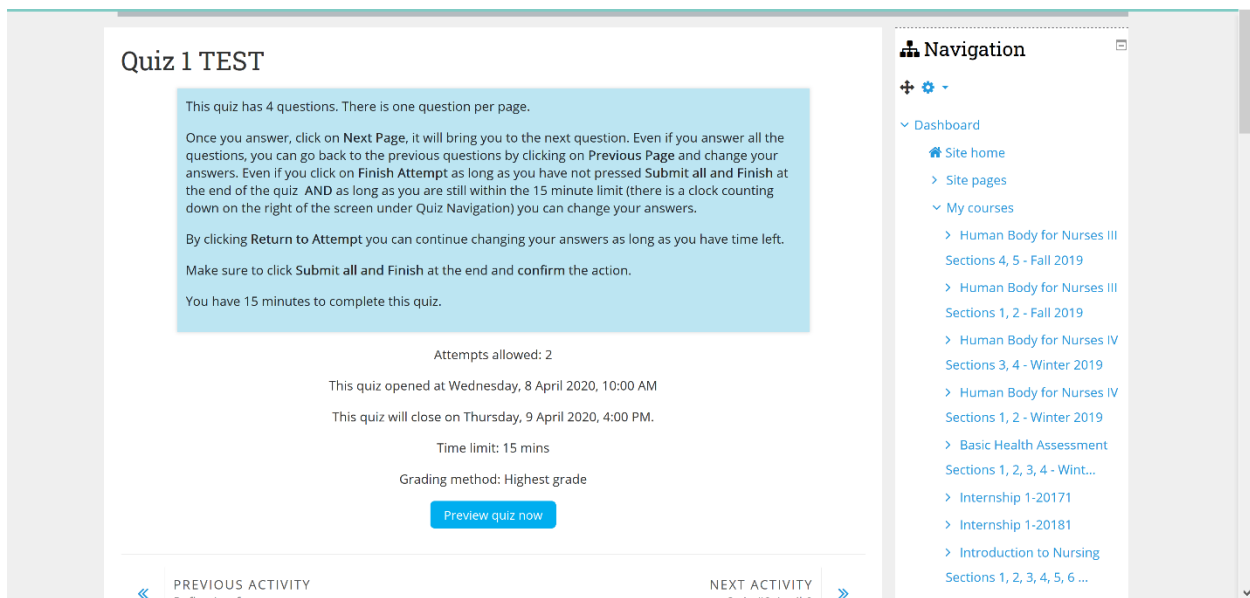 Quiz 1 TEST
This quiz has 4 questions. There is one question per page.
Once you answer, click on Next Page, it will bring you to the next question. Even if you answer all the
questions, you can go back to the previous questions by clicking on Previous Page and change your
answers. Even if you click on Finish Attempt as long as you have not pressed Submit all and Finish at
the end of the quiz AND as long as you are still within the 15 minute limit (there is a clock counting
down on the right of the screen under Quiz Navigation) you can change your answers.
By clicking Return to Attempt you can continue changing your answers as long as you have time left.
Make sure to click Submit all and Finish at the end and confirm the action.
You have 15 minutes to complete this quiz.
Attempts allowed: 2
This quiz opened at Wednesday, 8 April 2020, 10:00 AM
This quiz will close on Thursday, 9 April 2020, 4:00 PM.
Time limit: 15 mins
Grading method: Highest grade
Preview quiz now
PREVIOUS ACTIVITY
NEXT ACTIVITY
Navigation
Dashboard
Site home
Site pages
My courses
Human Body for Nurses III
Sections 4, 5 - Fall 2019
Human Body for Nurses III
Sections 1, 2 - Fall 2019
Human Body for Nurses IV
Sections 3, 4 - Winter 2019
Human Body for Nurses IV
Sections 1, 2 - Winter 2019
Basic Health Assessment
Sections 1, 2, 3, 4 - Wint...
Internship 1-20171
Internship 1-20181
Introduction to Nursing
Sections 1, 2, 3, 4, 5, 6 ...